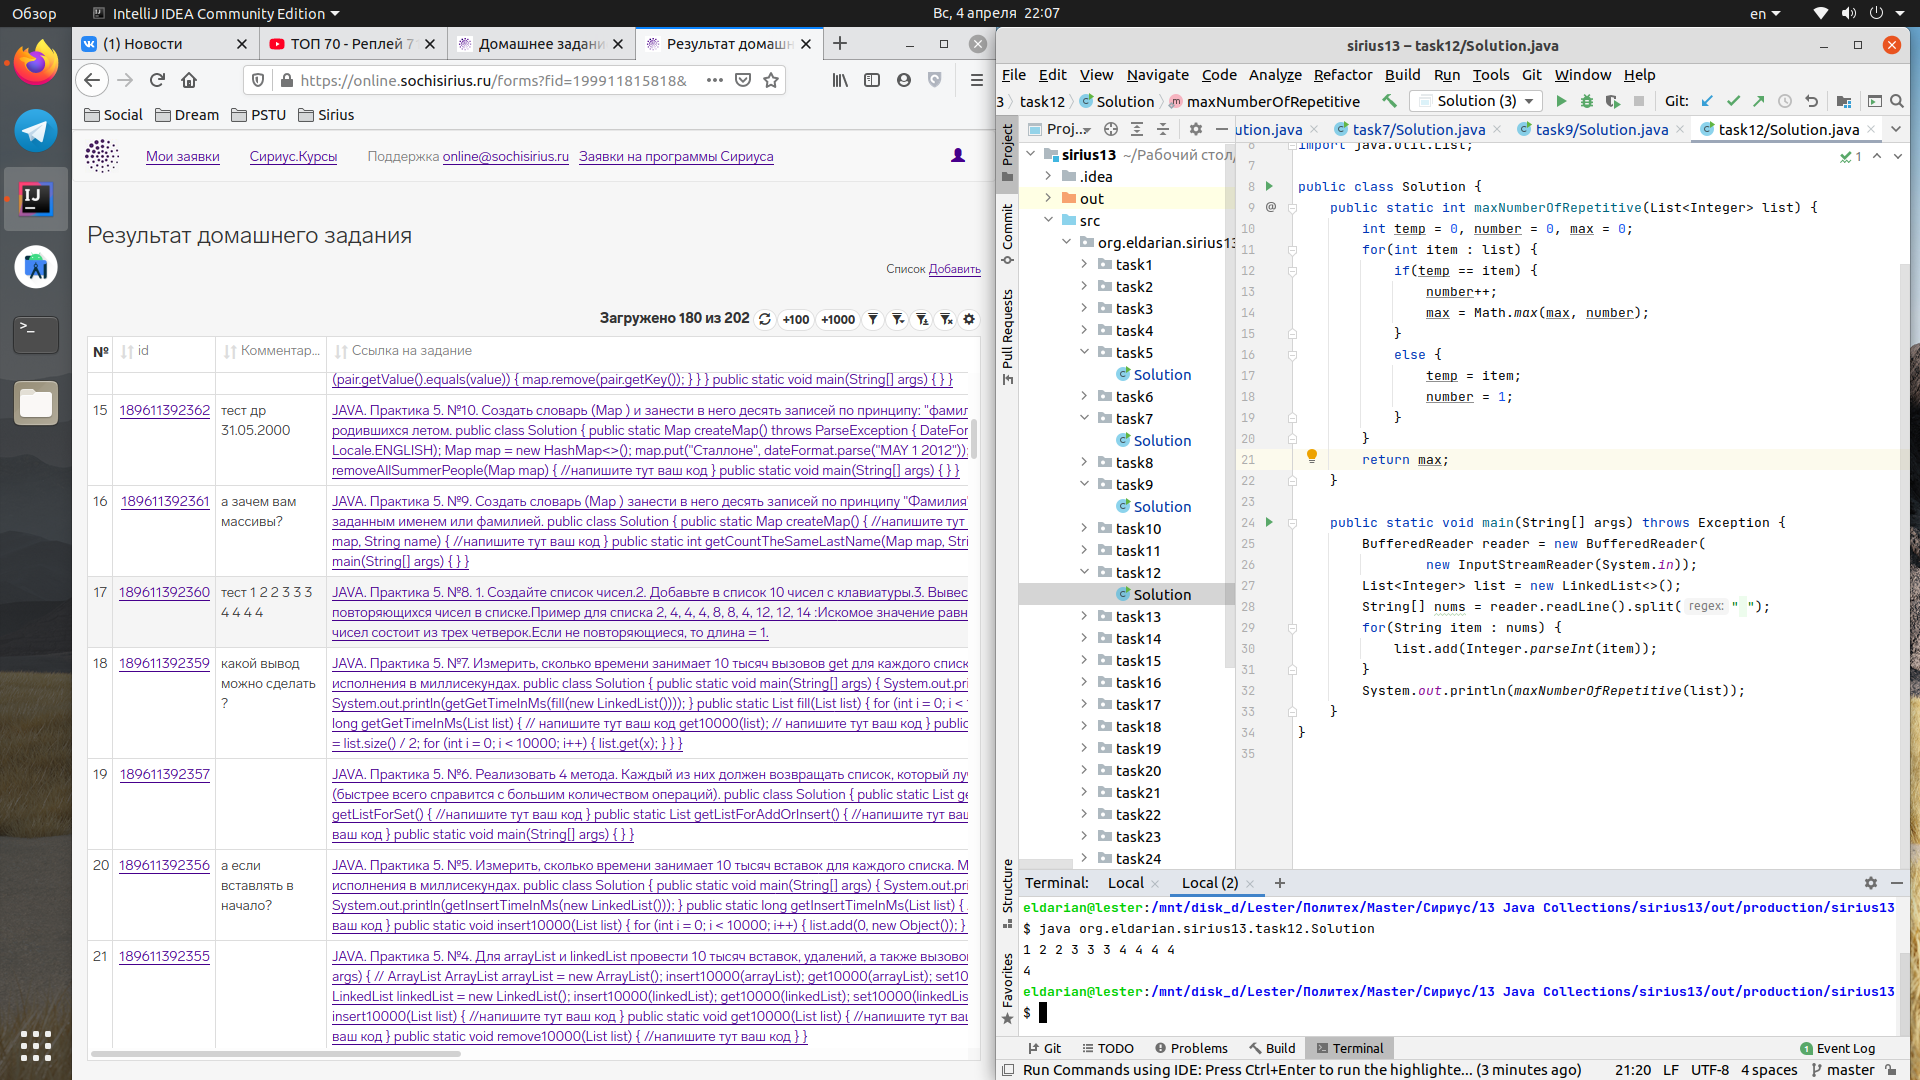 Обзор
IntelliJ IDEA Community Edition
Вс, 4 апреля 22:07
en
(1) Новости
ТОП 70 - Реплей 7
Домашнее задани
Результат домашн
https://online.sochisirius.ru/forms?fid=199911815818&
Social
Dream
PSTU
Sirius
Мои заявки
Сириус.Курсы
Поддержка online@sochisirius.ru
Заявки на программы Сириуса
Результат домашнего задания
Список Добавить
Загружено 180 из 202
+100
+1000
№
id
Комментар...
Ссылка на задание
(pair.getValue().equals(value)) { map.remove(pair.getKey()); } } } public static void main(String[] args) { } }
15
189611392362
тест др
31.05.2000
JAVA. Практика 5. №10. Создать словарь (Map ) и занести в него десять записей по принципу: "фамил
родившихся летом. public class Solution { public static Map createMap() throws ParseException { DateFor
Locale.ENGLISH); Map map = new HashMap<>(); map.put("Сталлоне", dateFormat.parse("MAY 1 2012"));
removeAllSummerPeople(Map map) { //напишите тут ваш код } public static void main(String[] args) { } }
16
189611392361
а зачем вам
массивы?
JAVA. Практика 5. №9. Создать словарь (Map ) занести в него десять записей по принципу "Фамилия"
заданным именем или фамилией. public class Solution { public static Map createMap() { //напишите тут
map, String name) { //напишите тут ваш код } public static int getCountTheSameLastName(Map map, Stri
main(String[] args) { } }
17
189611392360
тест 1 2 2 3 3 3
4 4 4 4
JAVA. Практика 5. №8. 1. Создайте список чисел.2. Добавьте в список 10 чисел с клавиатуры.3. Вывес
повторяющихся чисел в списке.Пример для списка 2, 4, 4, 4, 8, 8, 4, 12, 12, 14 :Искомое значение равн
чисел состоит из трех четверок.Если не повторяющиеся, то длина = 1.
18
189611392359
какой вывод
можно сделать
?
JAVA. Практика 5. №7. Измерить, сколько времени занимает 10 тысяч вызовов get для каждого списк
исполнения в миллисекундах. public class Solution { public static void main(String[] args) { System.out.pri
System.out.println(getGetTimeInMs(fill(new LinkedList()))); } public static List fill(List list) { for (int i = 0; i <
long getGetTimeInMs(List list) { // напишите тут ваш код get10000(list); // напишите тут ваш код } public
= list.size() / 2; for (int i = 0; i < 10000; i++) { list.get(x); } } }
19
189611392357
JAVA. Практика 5. №6. Реализовать 4 метода. Каждый из них должен возвращать список, который лу
(быстрее всего справится с большим количеством операций). public class Solution { public static List ge
getListForSet() { //напишите тут ваш код } public static List getListForAddOrInsert() { //напишите тут ваш
ваш код } public static void main(String[] args) { } }
20
189611392356
а если
вставлять в
начало?
JAVA. Практика 5. №5. Измерить, сколько времени занимает 10 тысяч вставок для каждого списка. М
исполнения в миллисекундах. public class Solution { public static void main(String[] args) { System.out.pri
System.out.println(getInsertTimeInMs(new LinkedList())); } public static long getInsertTimeInMs(List list) {
ваш код } public static void insert10000(List list) { for (int i = 0; i < 10000; i++) { list.add(0, new Object()); }
21
189611392355
JAVA. Практика 5. №4. Для arrayList и linkedList провести 10 тысяч вставок, удалений, а также вызово
args) { // ArrayList ArrayList arrayList = new ArrayList(); insert10000(arrayList); get10000(arrayList); set10
LinkedList linkedList = new LinkedList(); insert10000(linkedList); get10000(linkedList); set10000(linkedLis
insert10000(List list) { //напишите тут ваш код } public static void get10000(List list) { //напишите тут ваш
ваш код } public static void remove10000(List list) { //напишите тут ваш код } }
sirius13 – task12/Solution.java
File Edit View Navigate Code Analyze Refactor Build Run Tools Git Window Help
3 task12 Solution maxNumberOfRepetitive
Solution (3)
Git:
Proj..
ution.java
task7/Solution.java
task9/Solution.java
task12/Solution.java
Project
Commit
Pull Requests
Structure
Favorites
sirius13 ~/Рабочий стол/
.idea
out
src
org.eldarian.sirius13
task1
task2
task3
task4
task5
Solution
task6
task7
Solution
task8
task9
Solution
task10
task11
task12
Solution
task13
task14
task15
task16
task17
task18
task19
task20
task21
task22
task23
task24
1
6 import java.util.List;
7
8 public class Solution {
9 @ public static int maxNumberOfRepetitive(List<Integer> list) {
10 int temp = 0, number = 0, max = 0;
11 for(int item : list) {
12 if(temp == item) {
13 number++;
14 max = Math.max(max, number);
15 }
16 else {
17 temp = item;
18 number = 1;
19 }
20 }
21 return max;
22 }
23
24 public static void main(String[] args) throws Exception {
25 BufferedReader reader = new BufferedReader(
26 new InputStreamReader(System.in));
27 List<Integer> list = new LinkedList<>();
28 String[] nums = reader.readLine().split( regex: " ");
29 for(String item : nums) {
30 list.add(Integer.parseInt(item));
31 }
32 System.out.println(maxNumberOfRepetitive(list));
33 }
34 }
35
Terminal: Local Local (2)
eldarian@lester:/mnt/disk_d/Lester/Политех/Master/Сириус/13 Java Collections/sirius13/out/production/sirius13
$ java org.eldarian.sirius13.task12.Solution
1 2 2 3 3 3 4 4 4 4
4
eldarian@lester:/mnt/disk_d/Lester/Политех/Master/Сириус/13 Java Collections/sirius13/out/production/sirius13
$
Git TODO Problems Build Terminal
1 Event Log
Run Commands using IDE: Press Ctrl+Enter to run the highlighte... (3 minutes ago)
21:20 LF UTF-8 4 spaces master